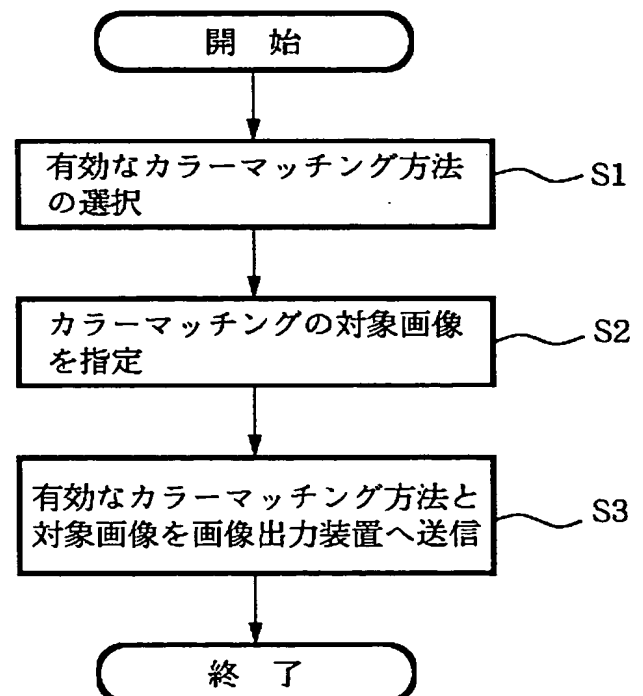 開 始
有効なカラーマッチング方法
の選択
S1
カラーマッチングの対象画像
を指定
S2
有効なカラーマッチング方法と
対象画像を画像出力装置へ送信
S3
終 了